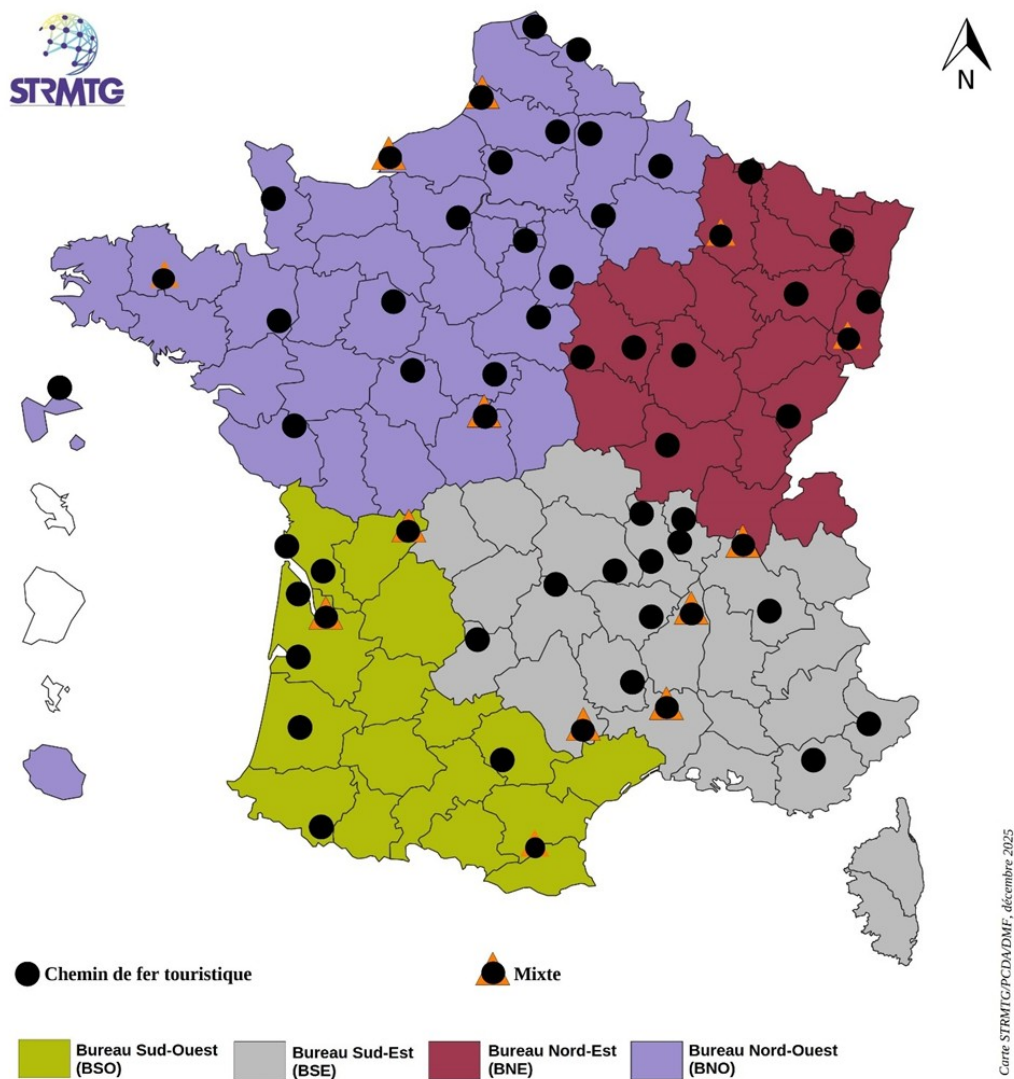 STRMTG
N
Chemin de fer touristique
Mixte
Bureau Sud-Ouest
(BSO)
Bureau Sud-Est
(BSE)
Bureau Nord-Est
(BNE)
Bureau Nord-Ouest
(BNO)
Carte STRMTG/PCDA/DMF, décembre 2025